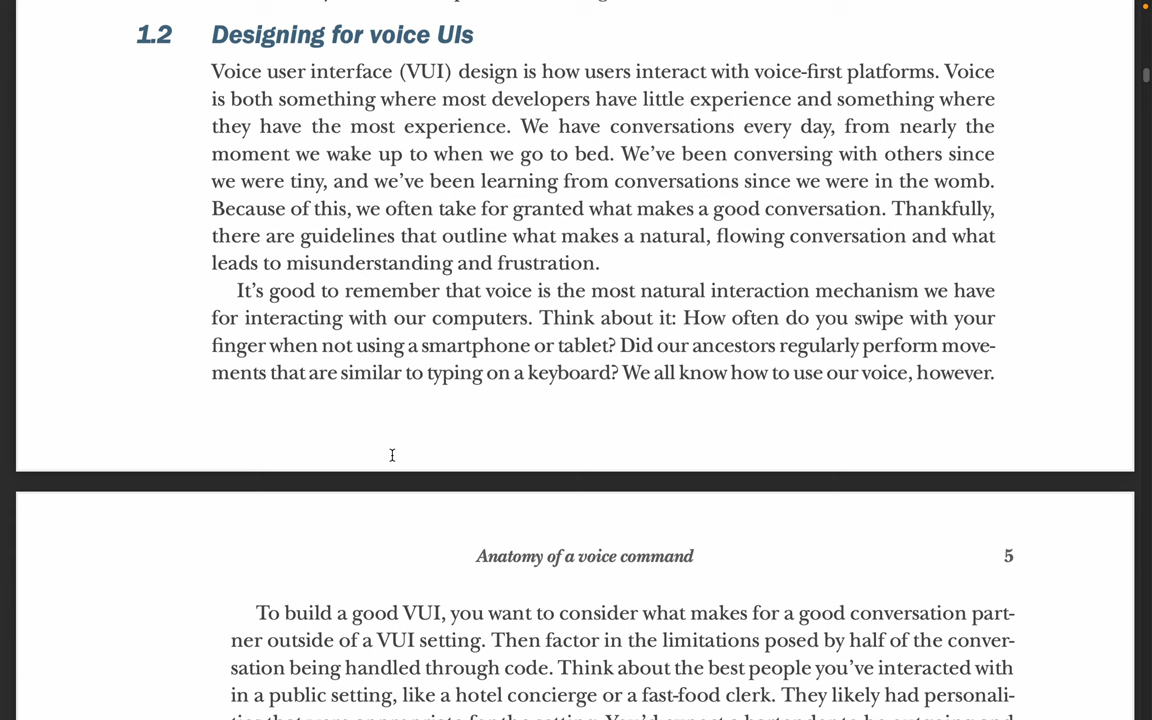 1.2 Designing for voice UIs
Voice user interface (VUI) design is how users interact with voice-first platforms. Voice
is both something where most developers have little experience and something where
they have the most experience. We have conversations every day, from nearly the
moment we wake up to when we go to bed. We’ve been conversing with others since
we were tiny, and we’ve been learning from conversations since we were in the womb.
Because of this, we often take for granted what makes a good conversation. Thankfully,
there are guidelines that outline what makes a natural, flowing conversation and what
leads to misunderstanding and frustration.
It’s good to remember that voice is the most natural interaction mechanism we have
for interacting with our computers. Think about it: How often do you swipe with your
finger when not using a smartphone or tablet? Did our ancestors regularly perform move-
ments that are similar to typing on a keyboard? We all know how to use our voice, however.
Anatomy of a voice command 5
To build a good VUI, you want to consider what makes for a good conversation part-
ner outside of a VUI setting. Then factor in the limitations posed by half of the conver-
sation being handled through code. Think about the best people you’ve interacted with
in a public setting, like a hotel concierge or a fast-food clerk. They likely had personali-